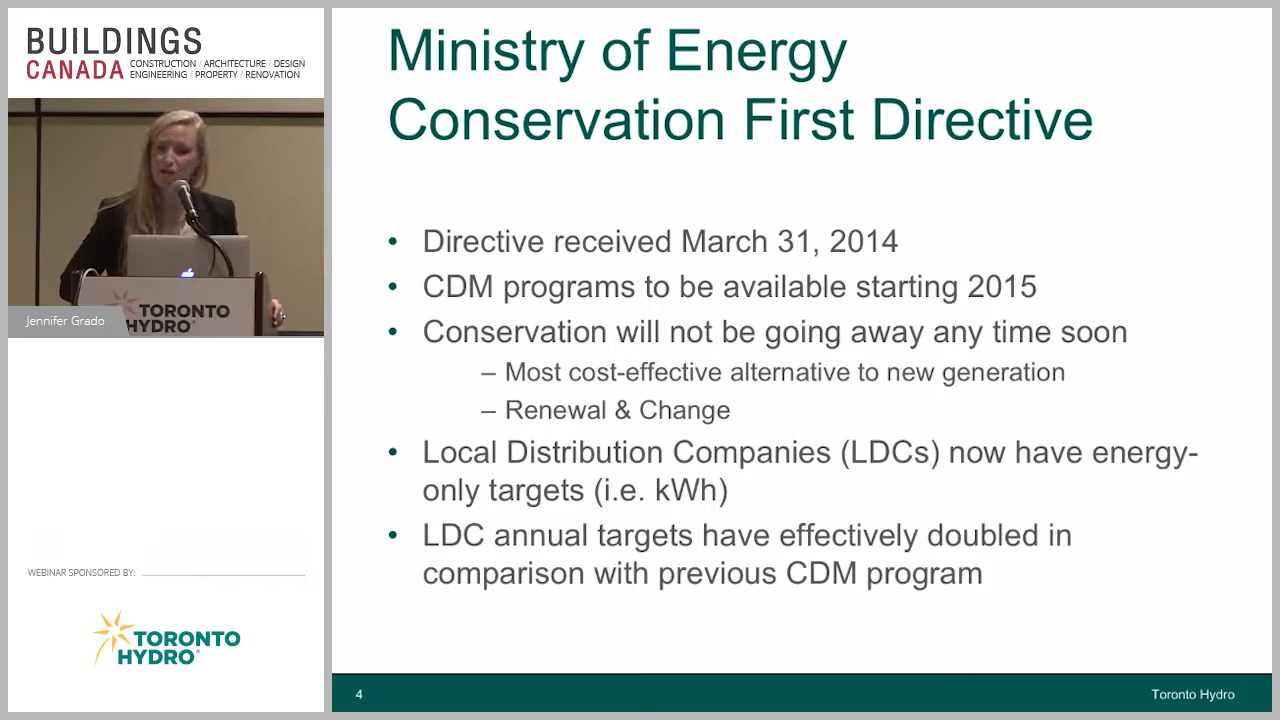 BUILDINGS
CANADA
CONSTRUCTION / ARCHITECTURE / DESIGN
ENGINEERING / PROPERTY / RENOVATION
TORONTO
HYDRO
Jennifer Grado
WEBINAR SPONSORED BY:
TORONTO
HYDRO
Ministry of Energy
Conservation First Directive
• Directive received March 31, 2014
• CDM programs to be available starting 2015
• Conservation will not be going away any time soon
– Most cost-effective alternative to new generation
– Renewal & Change
• Local Distribution Companies (LDCs) now have energy-
only targets (i.e. kWh)
• LDC annual targets have effectively doubled in
comparison with previous CDM program
4
Toronto Hydro